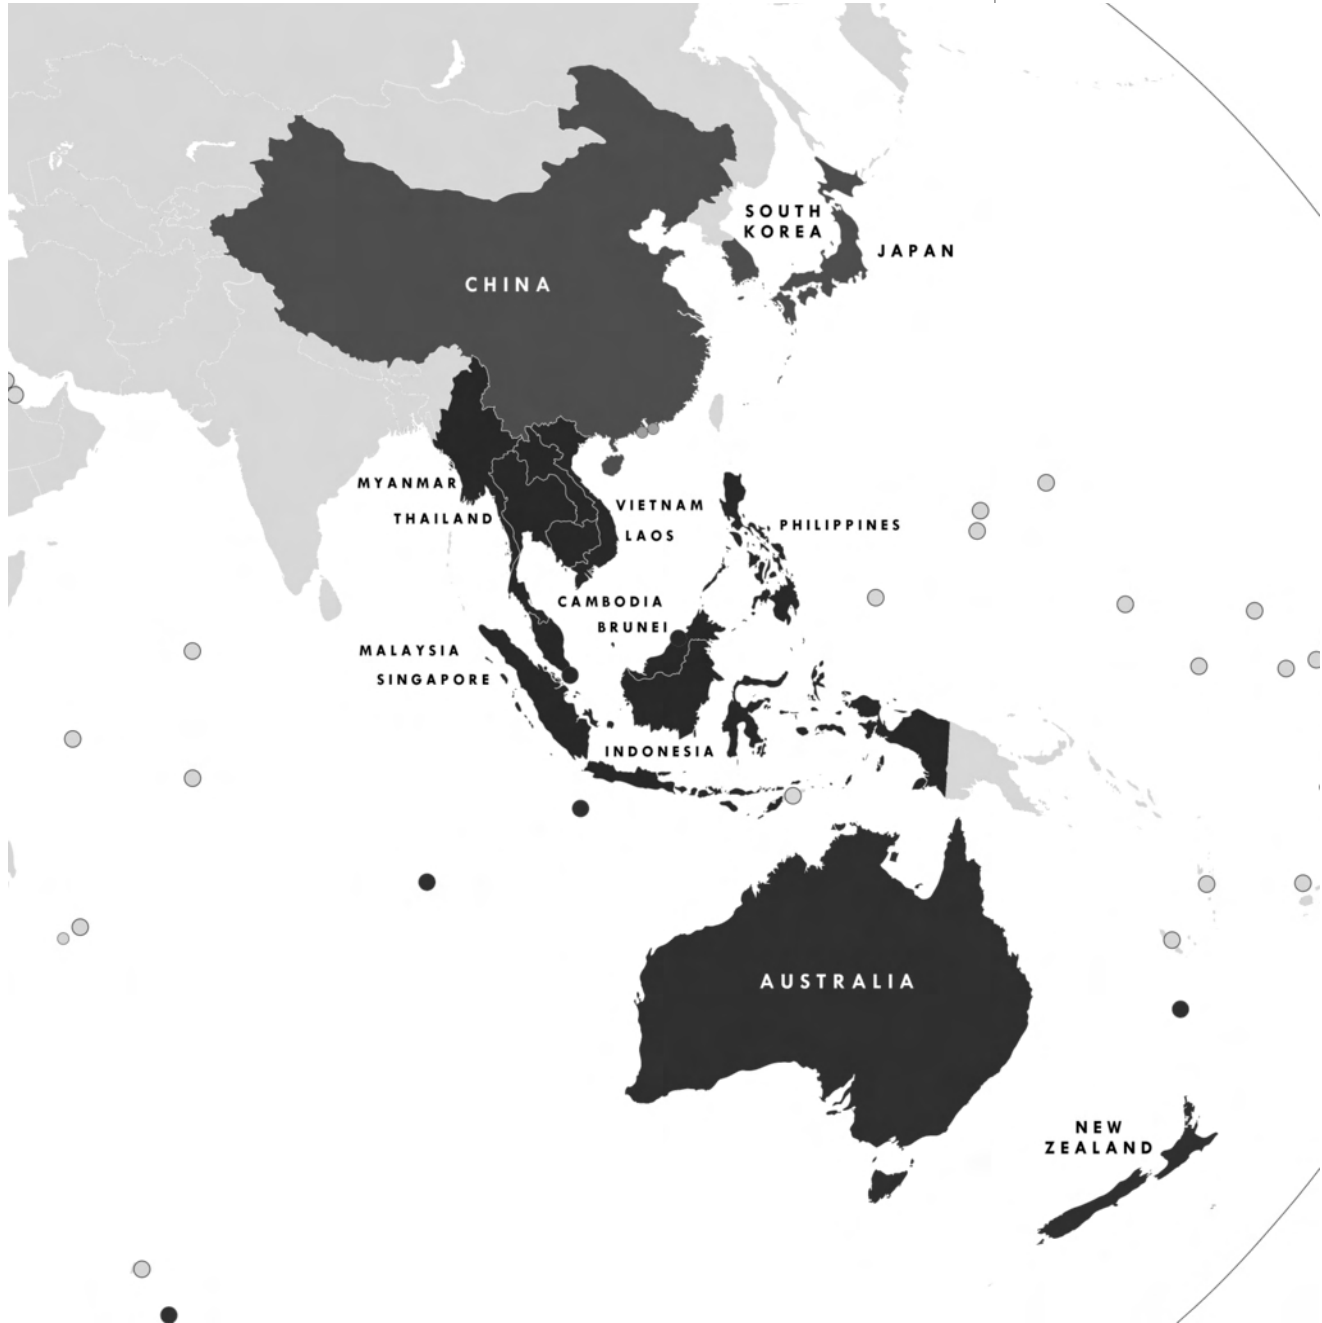 SOUTH
KOREA
JAPAN
CHINA
MYANMAR
VIETNAM
THAILAND
PHILIPPINES
LAOS
CAMBODIA
BRUNEI
MALAYSIA
SINGAPORE
INDONESIA
AUSTRALIA
NEW
ZEALAND